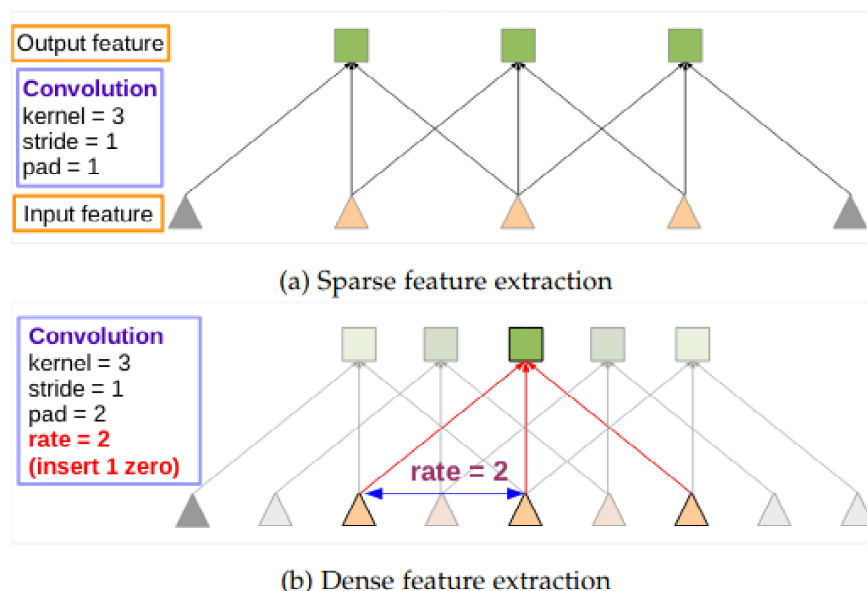 Output feature
Convolution
kernel = 3
stride = 1
pad = 1
Input feature
(a) Sparse feature extraction
Convolution
kernel = 3
stride = 1
pad = 2
rate = 2
(insert 1 zero)
rate = 2
(b) Dense feature extraction